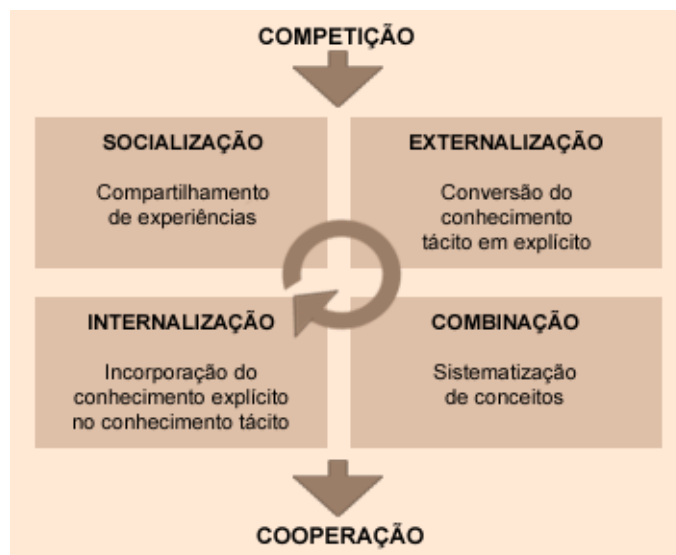 COMPETIÇÃO
SOCIALIZAÇÃO
Compartilhamento
de experiências
EXTERNALIZAÇÃO
Conversão do
conhecimento
tácito em explícito
INTERNALIZAÇÃO
Incorporação do
conhecimento explícito
no conhecimento tácito
COMBINAÇÃO
Sistematização
de conceitos
COOPERAÇÃO